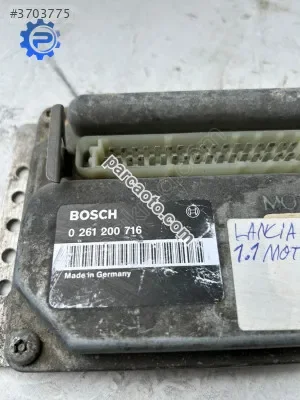 #3703775
parcaoto.com
BOSCH
0 261 200 716
Made in Germany
LANCIA
1.1 MOT